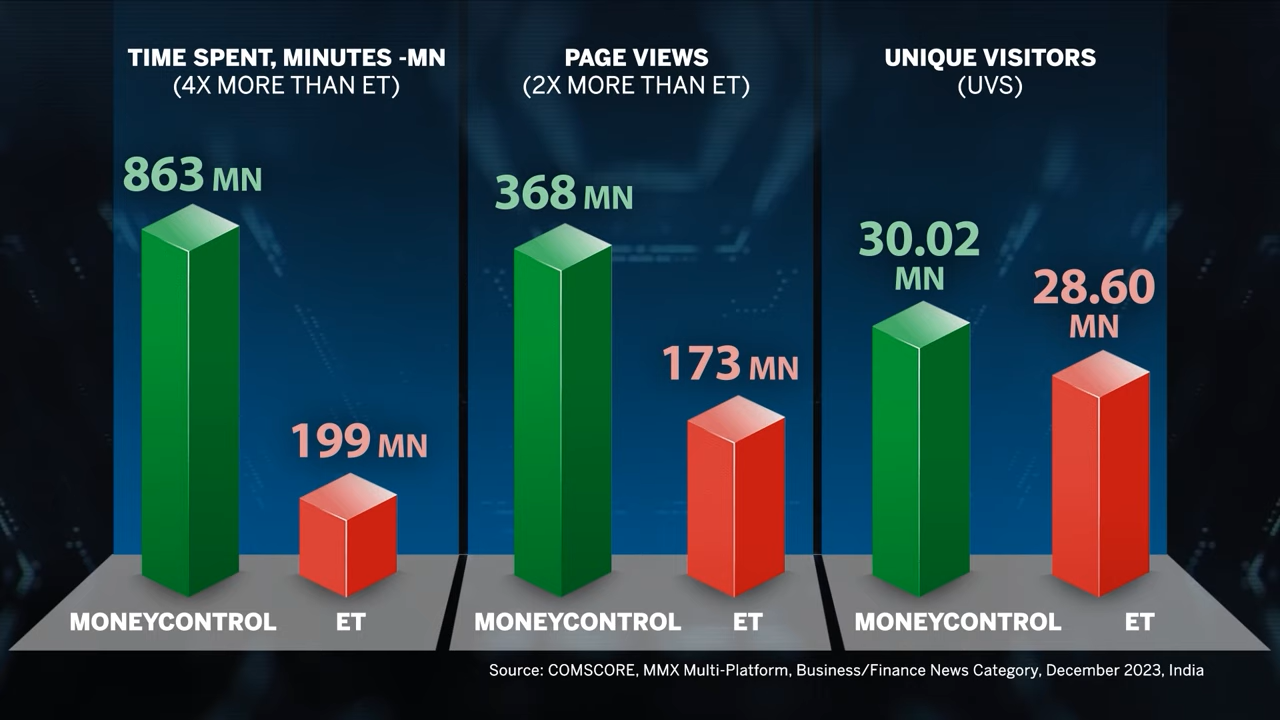 TIME SPENT, MINUTES -MN
(4X MORE THAN ET)
863 MN
199 MN
MONEYCONTROL
ET
PAGE VIEWS
(2X MORE THAN ET)
368 MN
173 MN
MONEYCONTROL
ET
UNIQUE VISITORS
(UVS)
30.02
MN
28.60
MN
MONEYCONTROL
ET
Source: COMSCORE, MMX Multi-Platform, Business/Finance News Category, December 2023, India